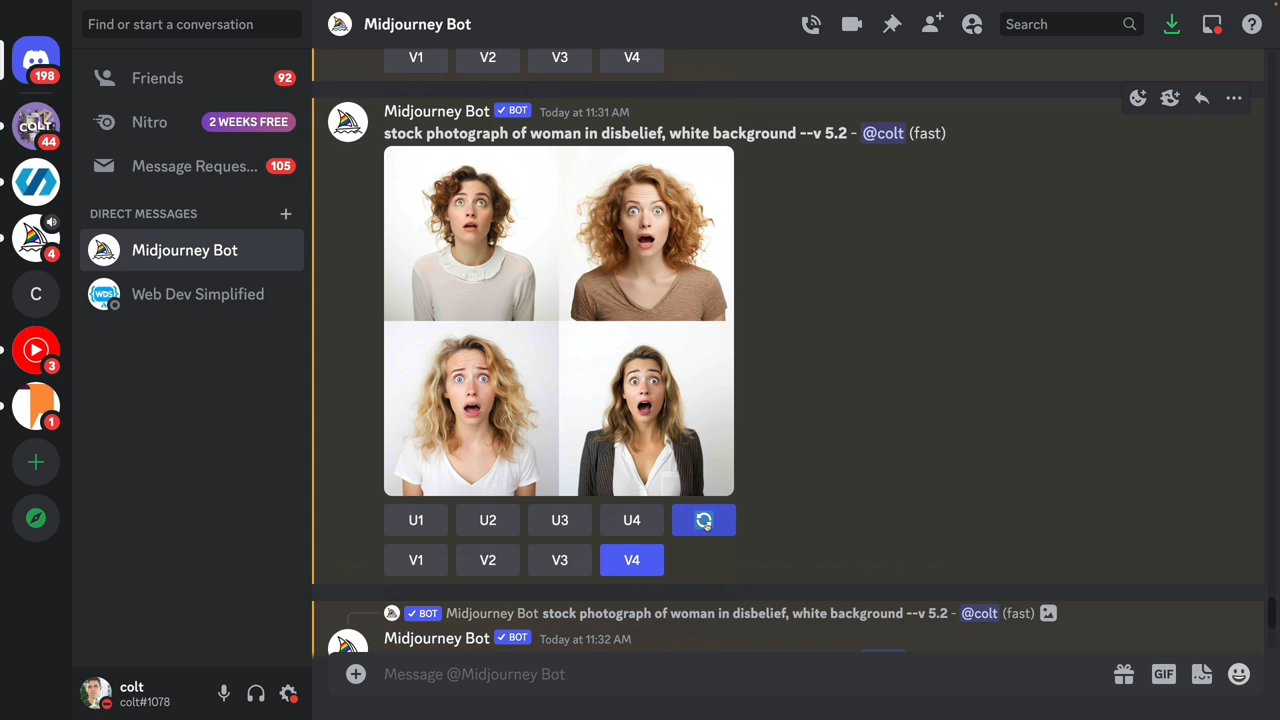 Find or start a conversation
198
COLT
44
4
C
3
1
Friends 92
Nitro 2 WEEKS FREE
Message Reques... 105
DIRECT MESSAGES +
Midjourney Bot
WDS Web Dev Simplified
colt
colt#1078
Midjourney Bot
Search
V1 V2 V3 V4
Midjourney Bot ✓ BOT Today at 11:31 AM
stock photograph of woman in disbelief, white background --v 5.2 - @colt (fast)
U1 U2 U3 U4
V1 V2 V3 V4
✓ BOT Midjourney Bot stock photograph of woman in disbelief, white background --v 5.2 - @colt (fast)
Midjourney Bot ✓ BOT Today at 11:32 AM
Message @Midjourney Bot
GIF